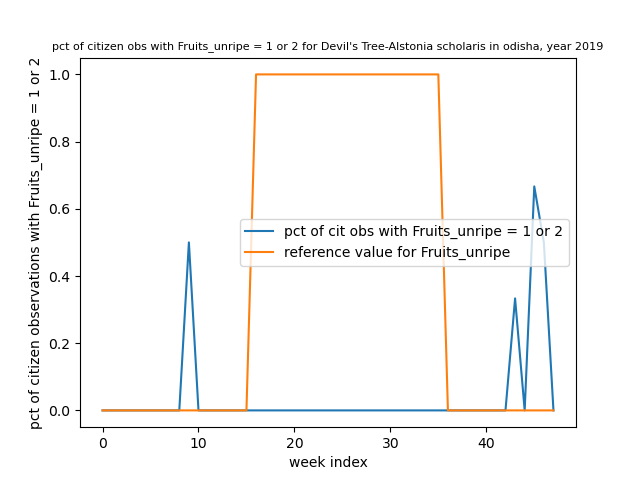 pct of citizen obs with Fruits_unripe = 1 or 2 for Devil's Tree-Alstonia scholaris in odisha, year 2019
pct of citizen observations with Fruits_unripe = 1 or 2
1.0
0.8
0.6
0.4
0.2
0.0
pct of cit obs with Fruits_unripe = 1 or 2
reference value for Fruits_unripe
0 10 20 30 40
week index